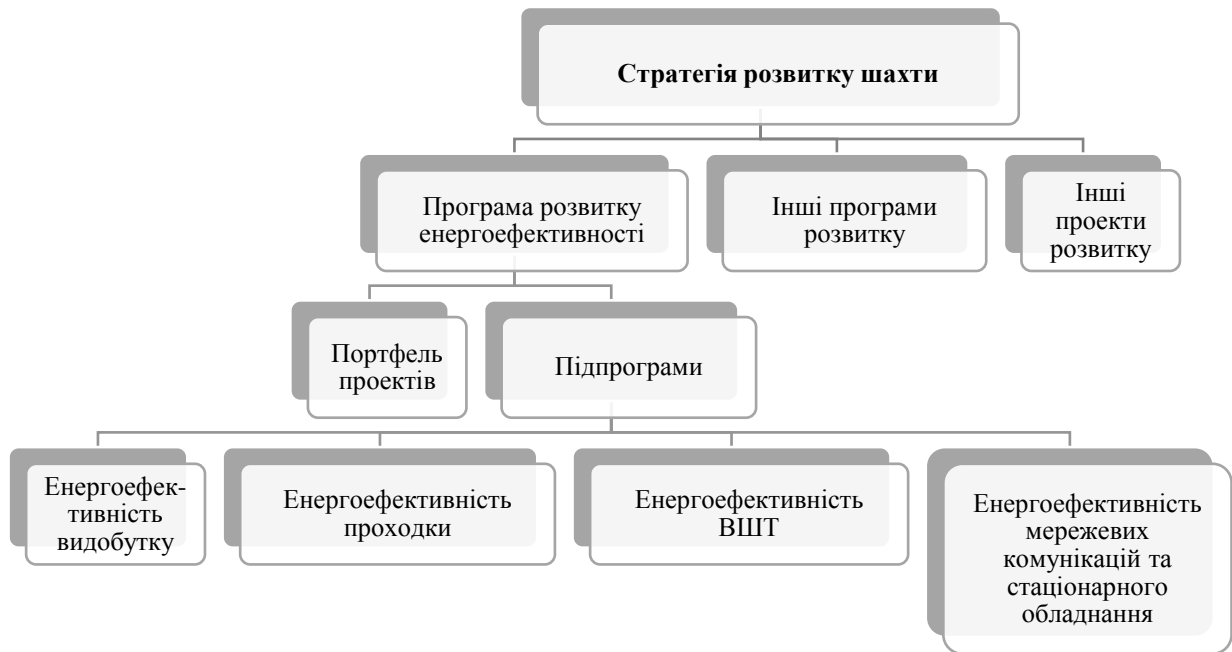 Стратегія розвитку шахти
Програма розвитку
енергоефективності
Інші програми
розвитку
Інші
проекти
розвитку
Портфель
проектів
Підпрограми
Енергоефек-
тивність
видобутку
Енергоефективність
проходки
Енергоефективність
ВШТ
Енергоефективність
мережевих
комунікацій та
стаціонарного
обладнання